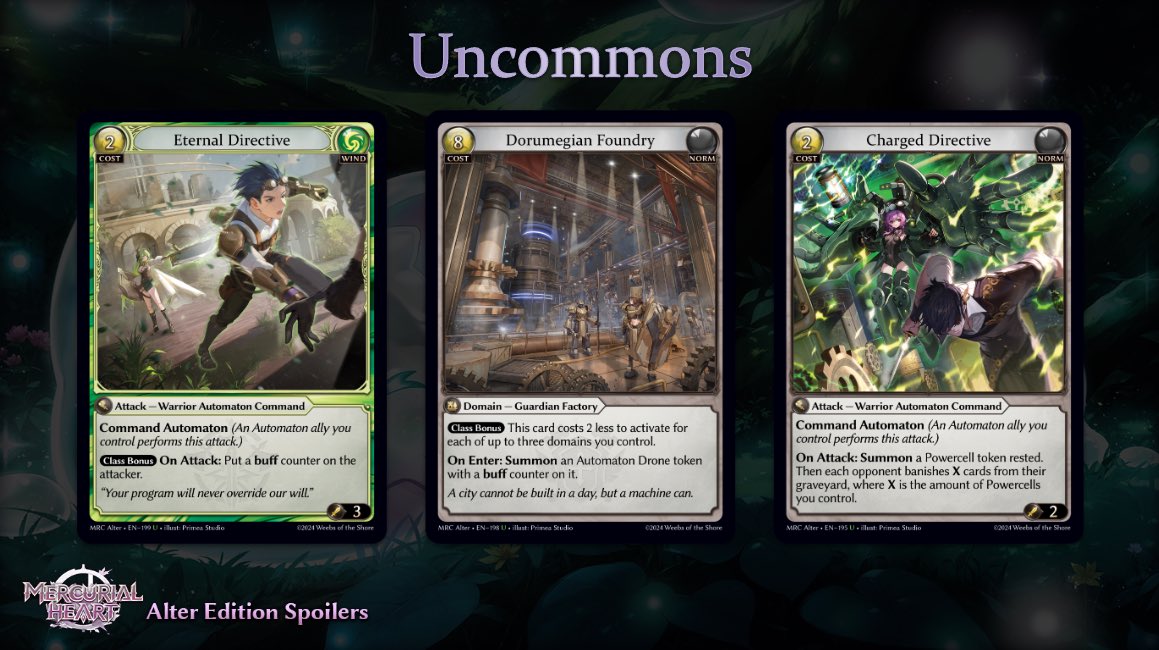 Uncommons
2
COST
Eternal Directive
WIND
Attack — Warrior Automaton Command
Command Automaton (An Automaton ally you
control performs this attack.)
Class Bonus On Attack: Put a buff counter on the
attacker.
"Your program will never override our will."
3
MRC Alter • EN-199 U • illust: Primea Studio
©2024 Weebs of the Shore
8
COST
Dorumegian Foundry
NORM
Domain — Guardian Factory
Class Bonus This card costs 2 less to activate for
each of up to three domains you control.
On Enter: Summon an Automaton Drone token
with a buff counter on it.
A city cannot be built in a day, but a machine can.
MRC Alter • EN-198 U • illust: Primea Studio
©2024 Weebs of the Shore
2
COST
Charged Directive
NORM
Attack — Warrior Automaton Command
Command Automaton (An Automaton ally you
control performs this attack.)
On Attack: Summon a Powercell token rested.
Then each opponent banishes X cards from their
graveyard, where X is the amount of Powercells
you control.
2
MRC Alter • EN-195 U • illust: Primea Studio
©2024 Weebs of the Shore
MERCURIAL
HEART
Alter Edition Spoilers